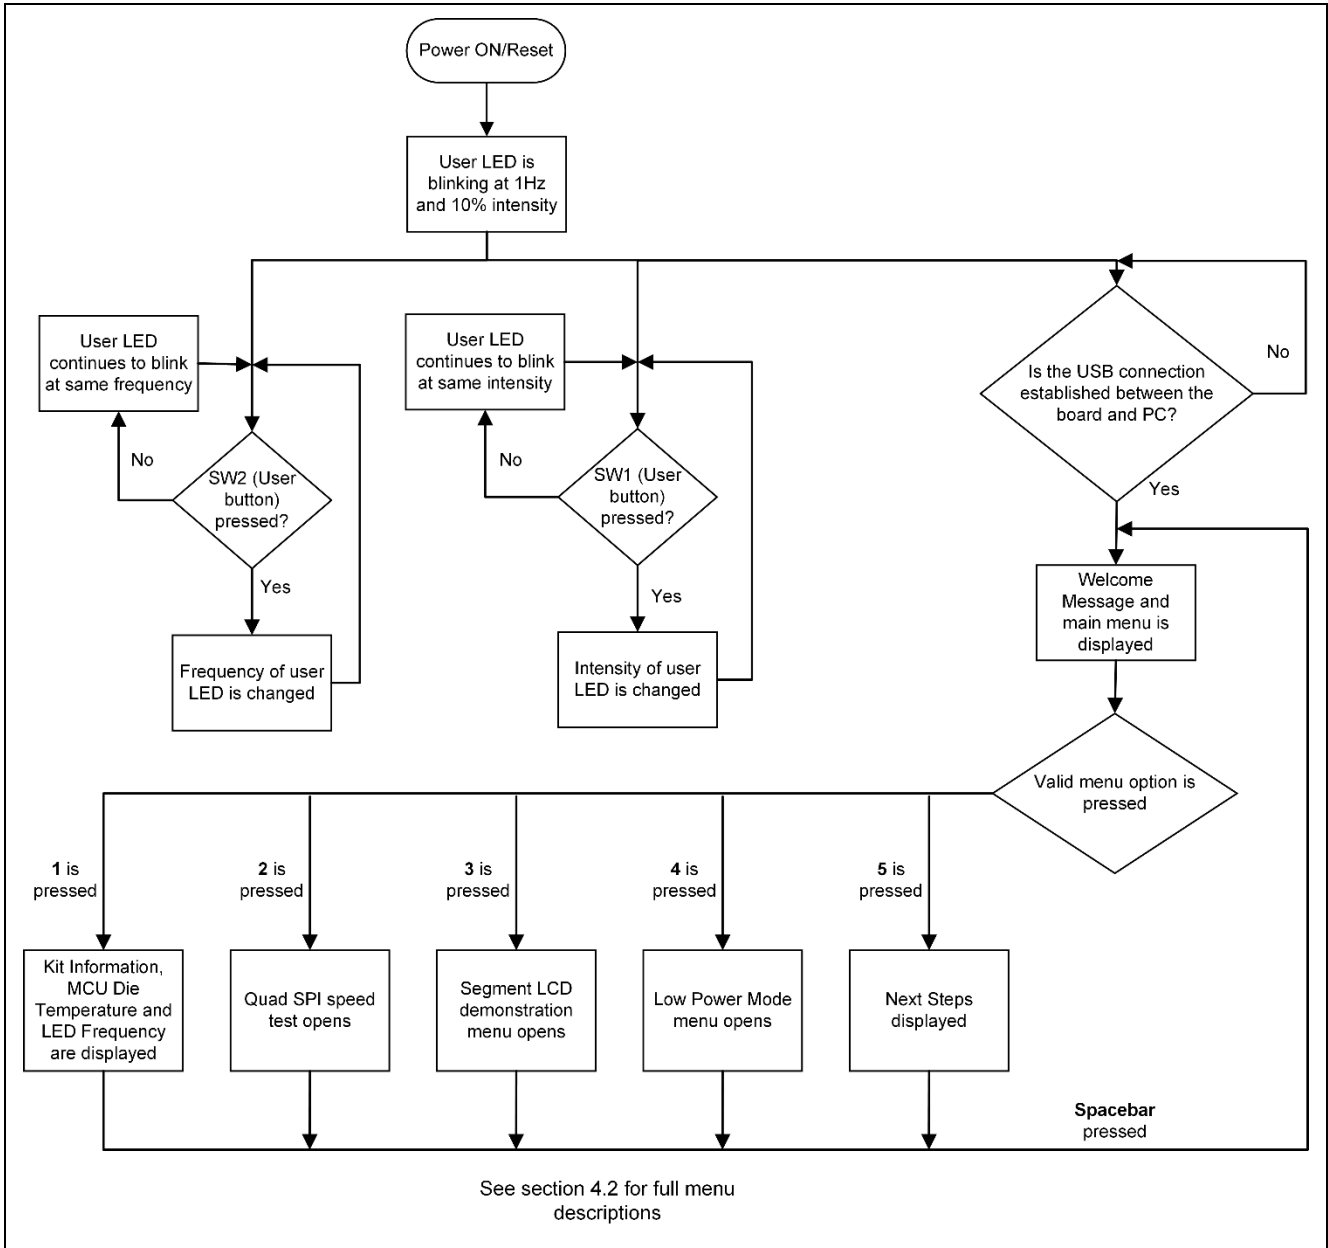 Power ON/Reset
User LED is
blinking at 1Hz
and 10% intensity
User LED
continues to blink
at same frequency
No
SW2 (User
button)
pressed?
Yes
Frequency of user
LED is changed
User LED
continues to blink
at same intensity
No
SW1 (User
button)
pressed?
Yes
Intensity of user
LED is changed
Is the USB connection
established between the
board and PC?
No
Yes
Welcome
Message and
main menu is
displayed
Valid menu option is
pressed
1 is
pressed
2 is
pressed
3 is
pressed
4 is
pressed
5 is
pressed
Kit Information,
MCU Die
Temperature and
LED Frequency
are displayed
Quad SPI speed
test opens
Segment LCD
demonstration
menu opens
Low Power Mode
menu opens
Next Steps
displayed
Spacebar
pressed
See section 4.2 for full menu
descriptions